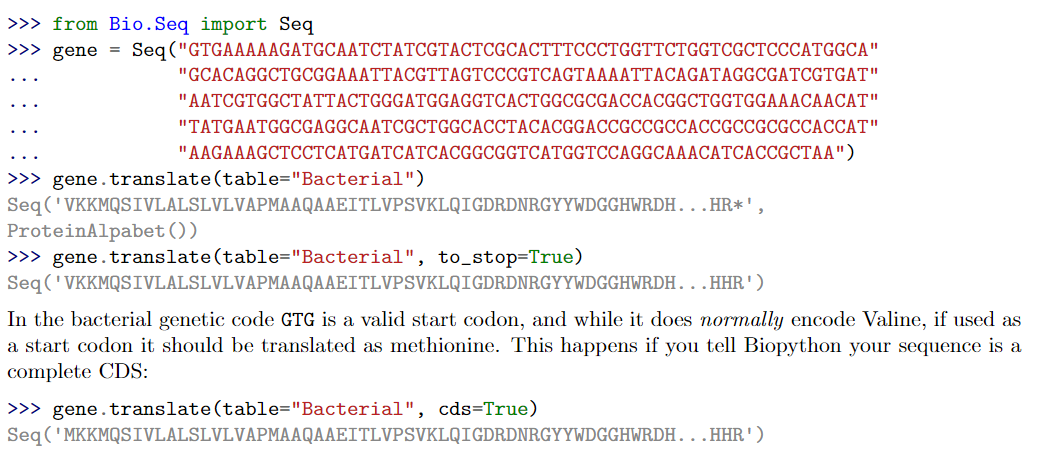 >>> from Bio.Seq import Seq
>>> gene = Seq("GTGAAAAAGATGCAATCTATCGTACTCGCACTTTCCCTGGTTCTGGTCGCTCCCATGGCA"
...            "GCACAGGCTGCGGAAATTACGTTAGTCCCGTCAGTAAAATTACAGATAGGCGATCGTGAT"
...            "AATCGTGGCTATTACTGGGATGGAGGTCACTGGCGCGACCACGGCTGGTGGAAACAACAT"
...            "TATGAATGGCGAGGCAATCGCTGGCACCTACACGGACCGCCGCCACCGCCGCGCCACCAT"
...            "AAGAAAGCTCCTCATGATCATCACGGCGGTCATGGTCCAGGCAAACATCACCGCTAA")
>>> gene.translate(table="Bacterial")
Seq('VKKMQSIVLALSLVLVAPMAAQAAEITLVPSVKLQIGDRDNRGYYWDGGHWRDH...HR*',
ProteinAlpabet())
>>> gene.translate(table="Bacterial", to_stop=True)
Seq('VKKMQSIVLALSLVLVAPMAAQAAEITLVPSVKLQIGDRDNRGYYWDGGHWRDH...HHR')
In the bacterial genetic code GTG is a valid start codon, and while it does normally encode Valine, if used as
a start codon it should be translated as methionine. This happens if you tell Biopython your sequence is a
complete CDS:
>>> gene.translate(table="Bacterial", cds=True)
Seq('MKKMQSIVLALSLVLVAPMAAQAAEITLVPSVKLQIGDRDNRGYYWDGGHWRDH...HHR')